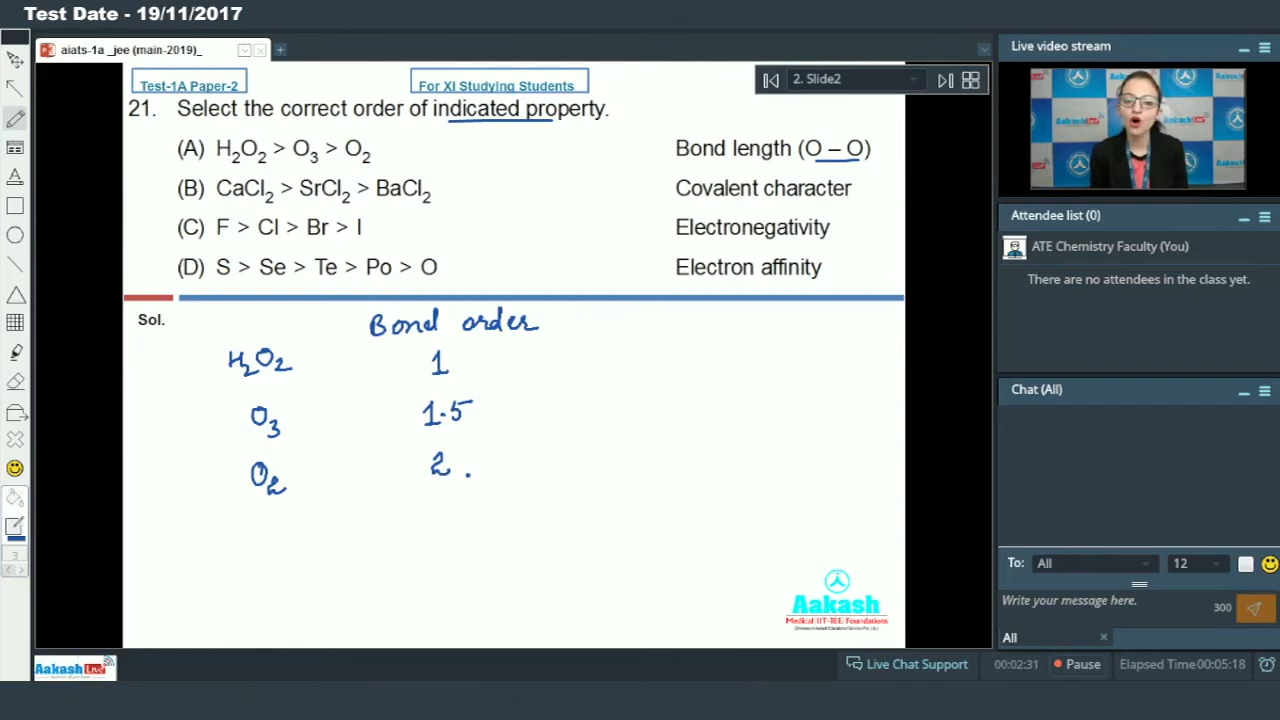 Test Date - 19/11/2017
aiats-1a _jee (main-2019)_
Live video stream
Test-1A Paper-2
For XI Studying Students
2. Slide2
21. Select the correct order of indicated property.
(A) H₂O₂ > O₃ > O₂ Bond length (O – O)
(B) CaCl₂ > SrCl₂ > BaCl₂ Covalent character
(C) F > Cl > Br > I Electronegativity
(D) S > Se > Te > Po > O Electron affinity
Sol.
Bond order
H₂O₂ 1
O₃ 1.5
O₂ 2.
Aakash
Medical|IIT-JEE|Foundations
Attendee list (0)
ATE Chemistry Faculty (You)
There are no attendees in the class yet.
Chat (All)
To: All 12
Write your message here.
300
All
3
Aakash Live
Live Chat Support
00:02:31
Pause
Elapsed Time 00:05:18